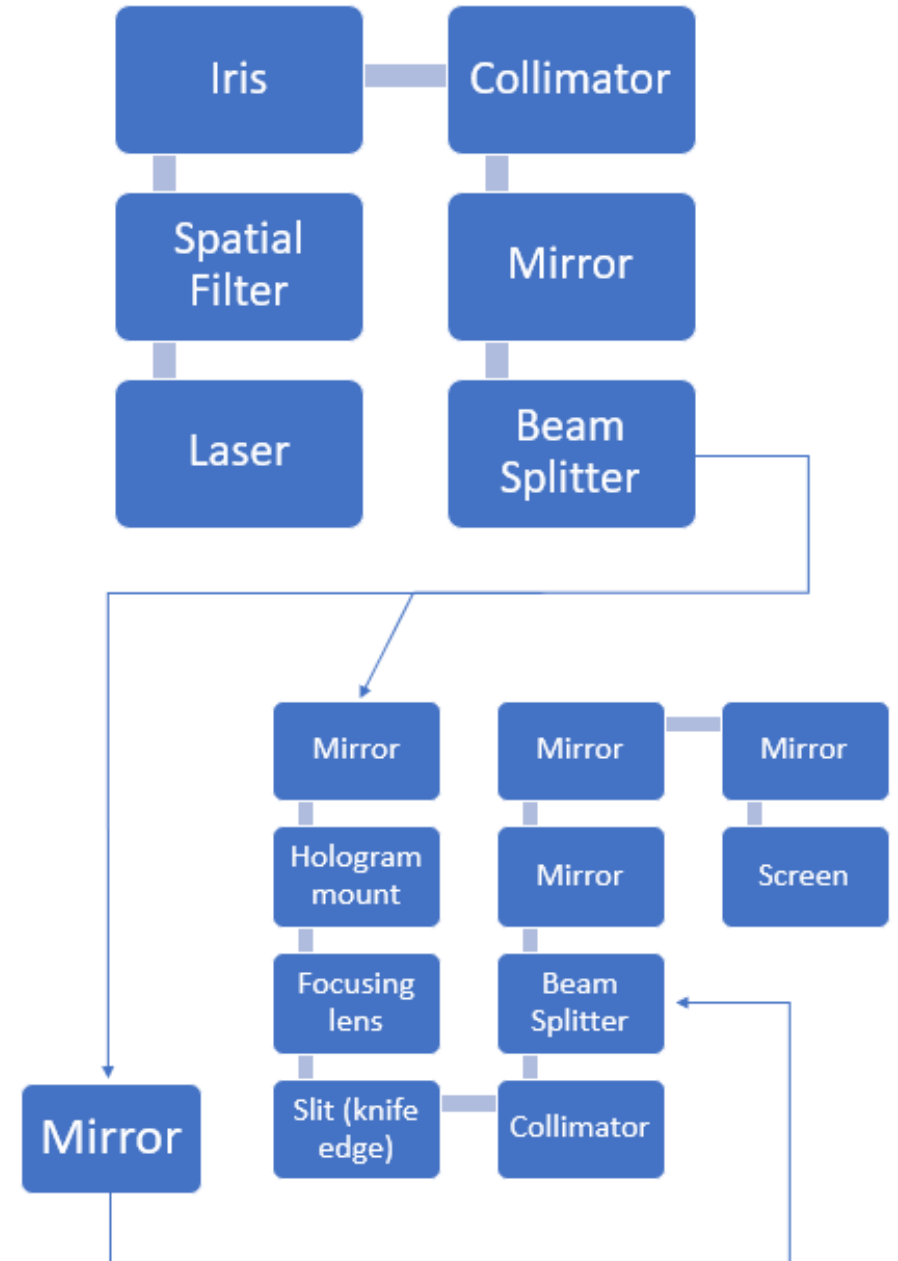 Iris
Collimator
Spatial
Filter
Mirror
Laser
Beam
Splitter
Mirror
Mirror
Mirror
Hologram
mount
Mirror
Screen
Focusing
lens
Beam
Splitter
Slit (knife
edge)
Collimator
Mirror